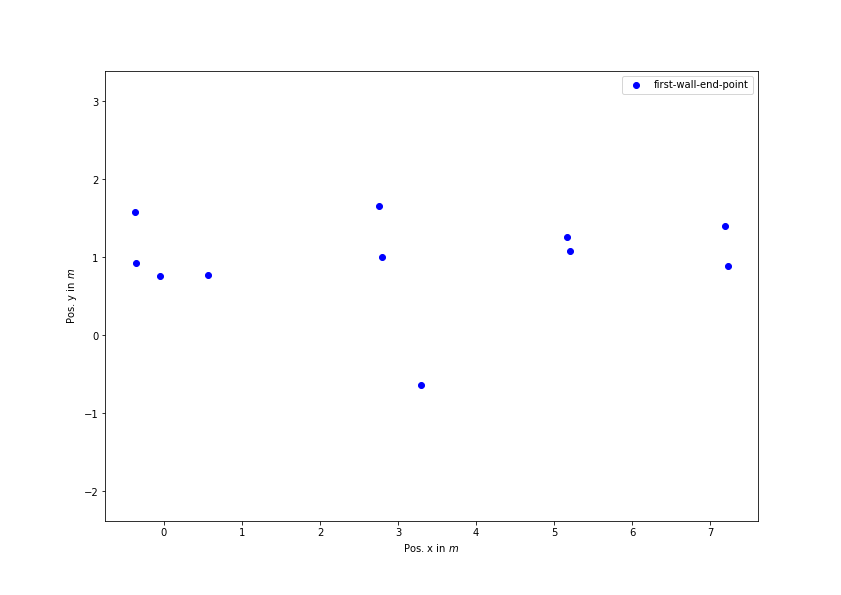 first-wall-end-point
3
2
1
0
−1
−2
Pos. y in m
0 1 2 3 4 5 6 7
Pos. x in m